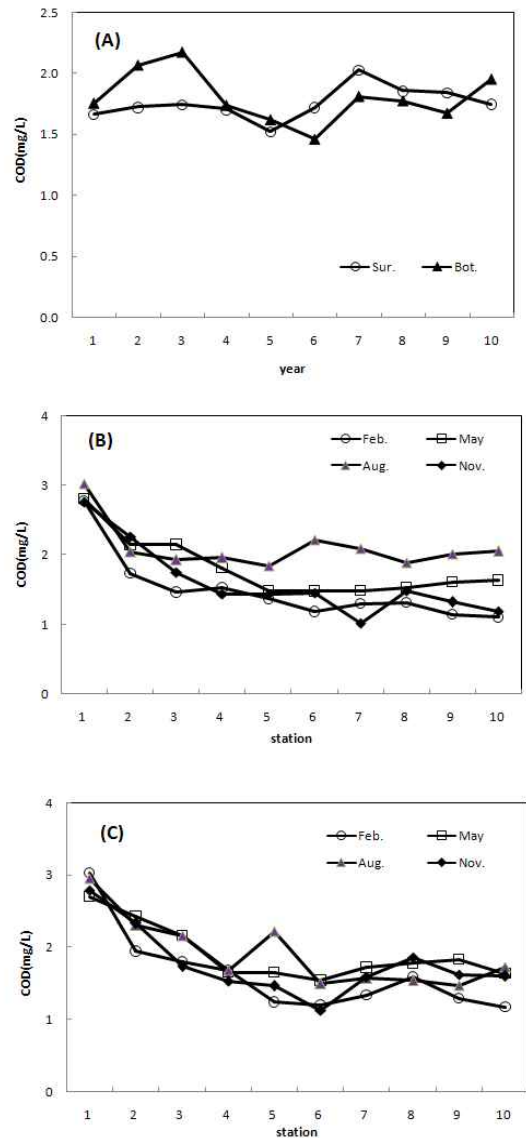 (A)
COD(mg/L)
2.5
2.0
1.5
1.0
0.5
0.0
Sur. Bot.
1 2 3 4 5 6 7 8 9 10
year
(B)
COD(mg/L)
4
3
2
1
0
Feb. May
Aug. Nov.
1 2 3 4 5 6 7 8 9 10
station
(C)
COD(mg/L)
4
3
2
1
0
Feb. May
Aug. Nov.
1 2 3 4 5 6 7 8 9 10
station